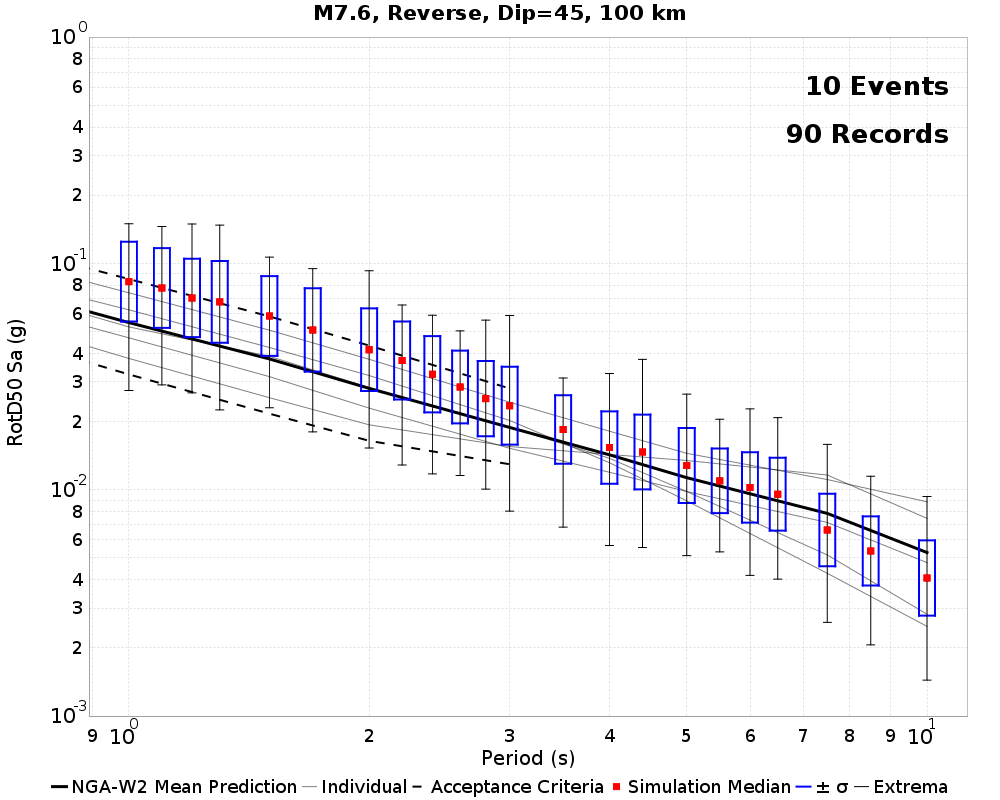 M7.6, Reverse, Dip=45, 100 km
10 Events
90 Records
RotD50 Sa (g)
10^0
8
6
4
3
2
10^-1
8
6
4
3
2
10^-2
8
6
4
3
2
10^-3
9 10^0 2 3 4 5 6 7 8 9 10^1
Period (s)
NGA-W2 Mean Prediction Individual Acceptance Criteria Simulation Median ± σ Extrema